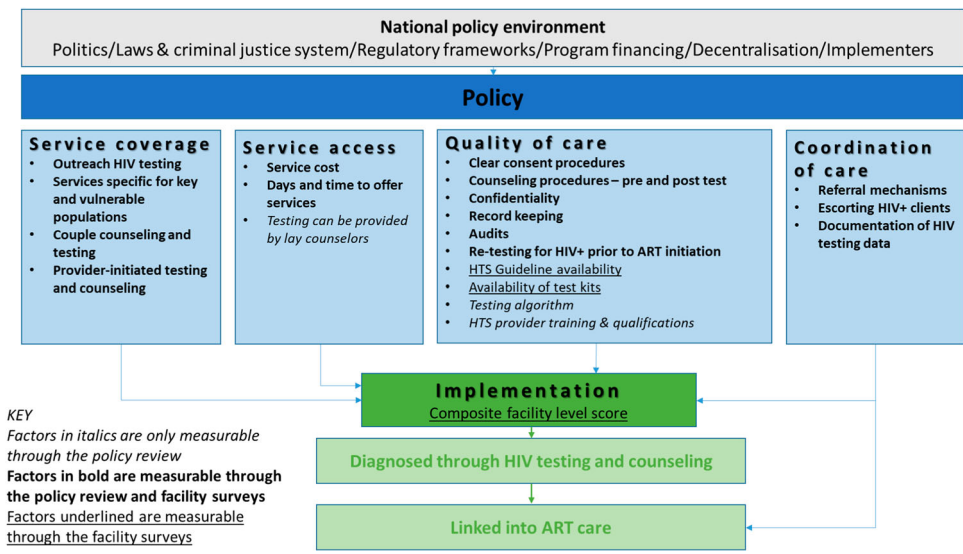 National policy environment
Politics/Laws & criminal justice system/Regulatory frameworks/Program financing/Decentralisation/Implementers
Policy
Service coverage
• Outreach HIV testing
• Services specific for key
and vulnerable
populations
• Couple counseling and
testing
• Provider-initiated testing
and counseling
Service access
• Service cost
• Days and time to offer
services
• Testing can be provided
by lay counselors
Quality of care
• Clear consent procedures
• Counseling procedures – pre and post test
• Confidentiality
• Record keeping
• Audits
• Re-testing for HIV+ prior to ART initiation
• HTS Guideline availability
• Availability of test kits
• Testing algorithm
• HTS provider training & qualifications
Coordination
of care
• Referral mechanisms
• Escorting HIV+ clients
• Documentation of HIV
testing data
Implementation
Composite facility level score
Diagnosed through HIV testing and counseling
Linked into ART care
KEY
Factors in italics are only measurable
through the policy review
Factors in bold are measurable through
the policy review and facility surveys
Factors underlined are measurable
through the facility surveys